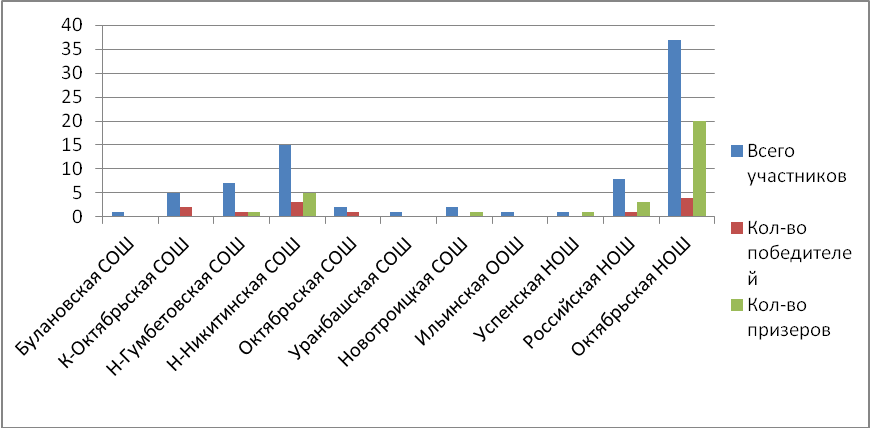 40
35
30
25
20
15
10
5
0
Булановская СОШ
К-Октябрьская СОШ
Н-Гумбетовская СОШ
Н-Никитинская СОШ
Октябрьская СОШ
Уранбашская СОШ
Новотроицкая СОШ
Ильинская ООШ
Успенская НОШ
Российская НОШ
Октябрьская НОШ
Всего
участников
Кол-во
победителе
й
Кол-во
призеров